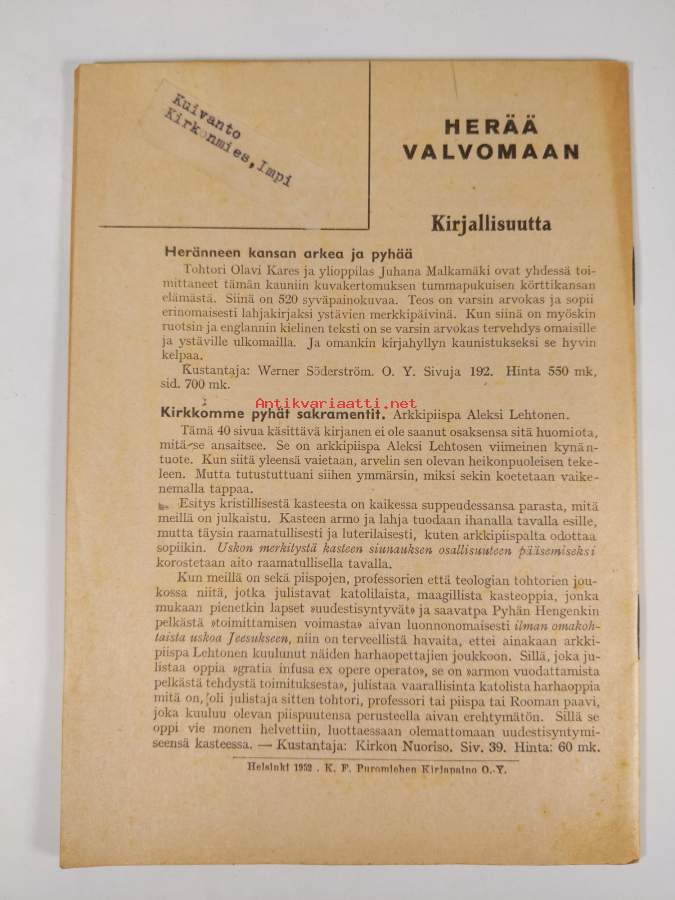 Kuivanto
Kirkonmies, Impi
HERÄÄ
VALVOMAAN
Kirjallisuutta
Heränneen kansan arkea ja pyhää
Tohtori Olavi Kares ja ylioppilas Juhana Malkamäki ovat yhdessä toi-
mittaneet tämän kauniin kuvakertomuksen tummapukuisen körttikansan
elämästä. Siinä on 520 syväpainokuvaa. Teos on varsin arvokas ja sopii
erinomaisesti lahjakirjaksi ystävien merkkipäivinä. Kun siinä on myöskin
ruotsin ja englannin kielinen teksti on se varsin arvokas tervehdys omaisille
ja ystäville ulkomailla. Ja omankin kirjahyllyn kaunistukseksi se hyvin
kelpaa.
Kustantaja: Werner Söderström. O. Y. Sivuja 192. Hinta 550 mk,
sid. 700 mk.
Antikvariaatti.net
Kirkkomme pyhät sakramentit. Arkkipiispa Aleksi Lehtonen.
Tämä 40 sivua käsittävä kirjanen ei ole saanut osaksensa sitä huomiota,
mitä se ansaitsee. Se on arkkipiispa Aleksi Lehtosen viimeinen kynän-
tuote. Kun siitä yleensä vaietaan, arvelin sen olevan heikonpuoleisen teke-
leen. Mutta tutustuttuani siihen ymmärsin, miksi sekin koetetaan vaike-
nemalla tappaa.
Esitys kristillisestä kasteesta on kaikessa suppeudessansa parasta, mitä
meillä on julkaistu. Kasteen armo ja lahja tuodaan ihanalla tavalla esille,
mutta täysin raamatullisesti ja luterilaisesti, kuten arkkipiispalta odottaa
sopiikin. Uskon merkitystä kasteen siunauksen osallisuuteen pääsemiseksi
korostetaan aito raamatullisella tavalla.
Kun meillä on sekä piispojen, professorien että teologian tohtorien jou-
kossa niitä, jotka julistavat katolilaista, maagillista kasteoppia, jonka
mukaan pienetkin lapset »uudestisyntyvät» ja saavatpa Pyhän Hengenkin
pelkästä »toimittamisen voimasta» aivan luonnonomaisesti ilman omakoh-
taista uskoa Jeesukseen, niin on terveellistä havaita, ettei ainakaan arkki-
piispa Lehtonen kuulunut näiden harhaopettajien joukkoon. Sillä, joka ju-
listaa oppia »gratia infusa ex opere operato», se on »armon vuodattamista
pelkästä tehdystä toimituksesta», julistaa vaarallisinta katolista harhaoppia
mitä on, oli julistaja sitten tohtori, professori tai piispa tai Rooman paavi,
joka kuuluu olevan piispuutensa perusteella aivan erehtymätön. Sillä se
oppi vie monen helvettiin, luottaessaan olemattomaan uudestisyntymi-
seensä kasteessa. — Kustantaja: Kirkon Nuoriso. Siv. 39. Hinta: 60 mk.
Helsinki 1952 . K. F. Puromiehen Kirjapaino O.-Y.